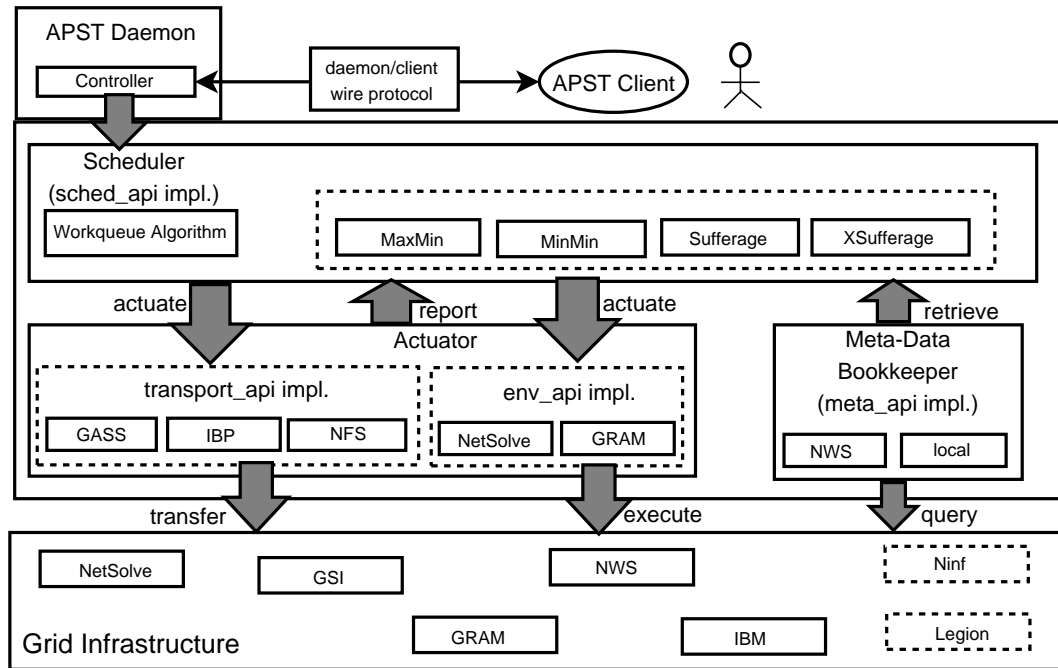 APST Daemon
Controller
daemon/client
wire protocol
APST Client
Scheduler
(sched_api impl.)
Workqueue Algorithm
MaxMin
MinMin
Sufferage
XSufferage
actuate
report
actuate
retrieve
Actuator
transport_api impl.
GASS
IBP
NFS
env_api impl.
NetSolve
GRAM
Meta-Data
Bookkeeper
(meta_api impl.)
NWS
local
transfer
execute
query
NetSolve
GSI
NWS
Ninf
Grid Infrastructure
GRAM
IBM
Legion